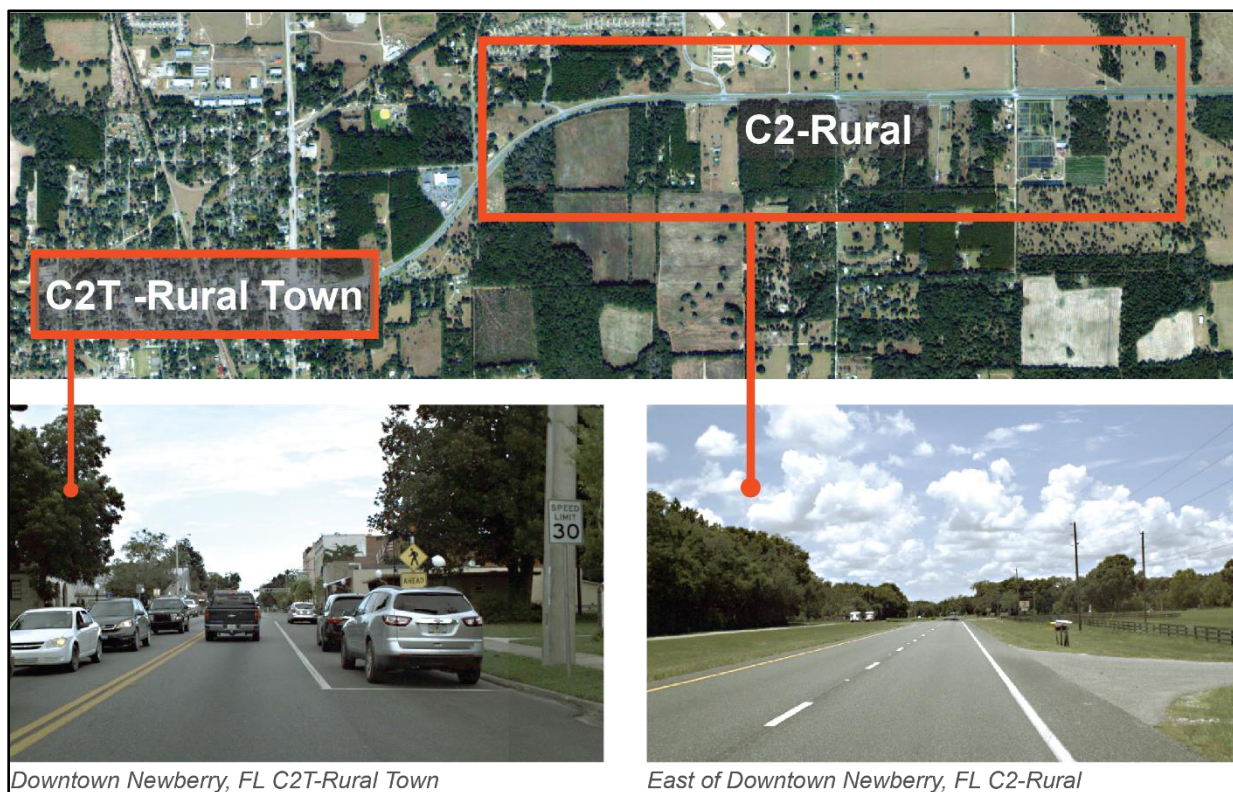 C2-Rural
C2T -Rural Town
SPEED
LIMIT
30
AHEAD
Downtown Newberry, FL C2T-Rural Town
East of Downtown Newberry, FL C2-Rural